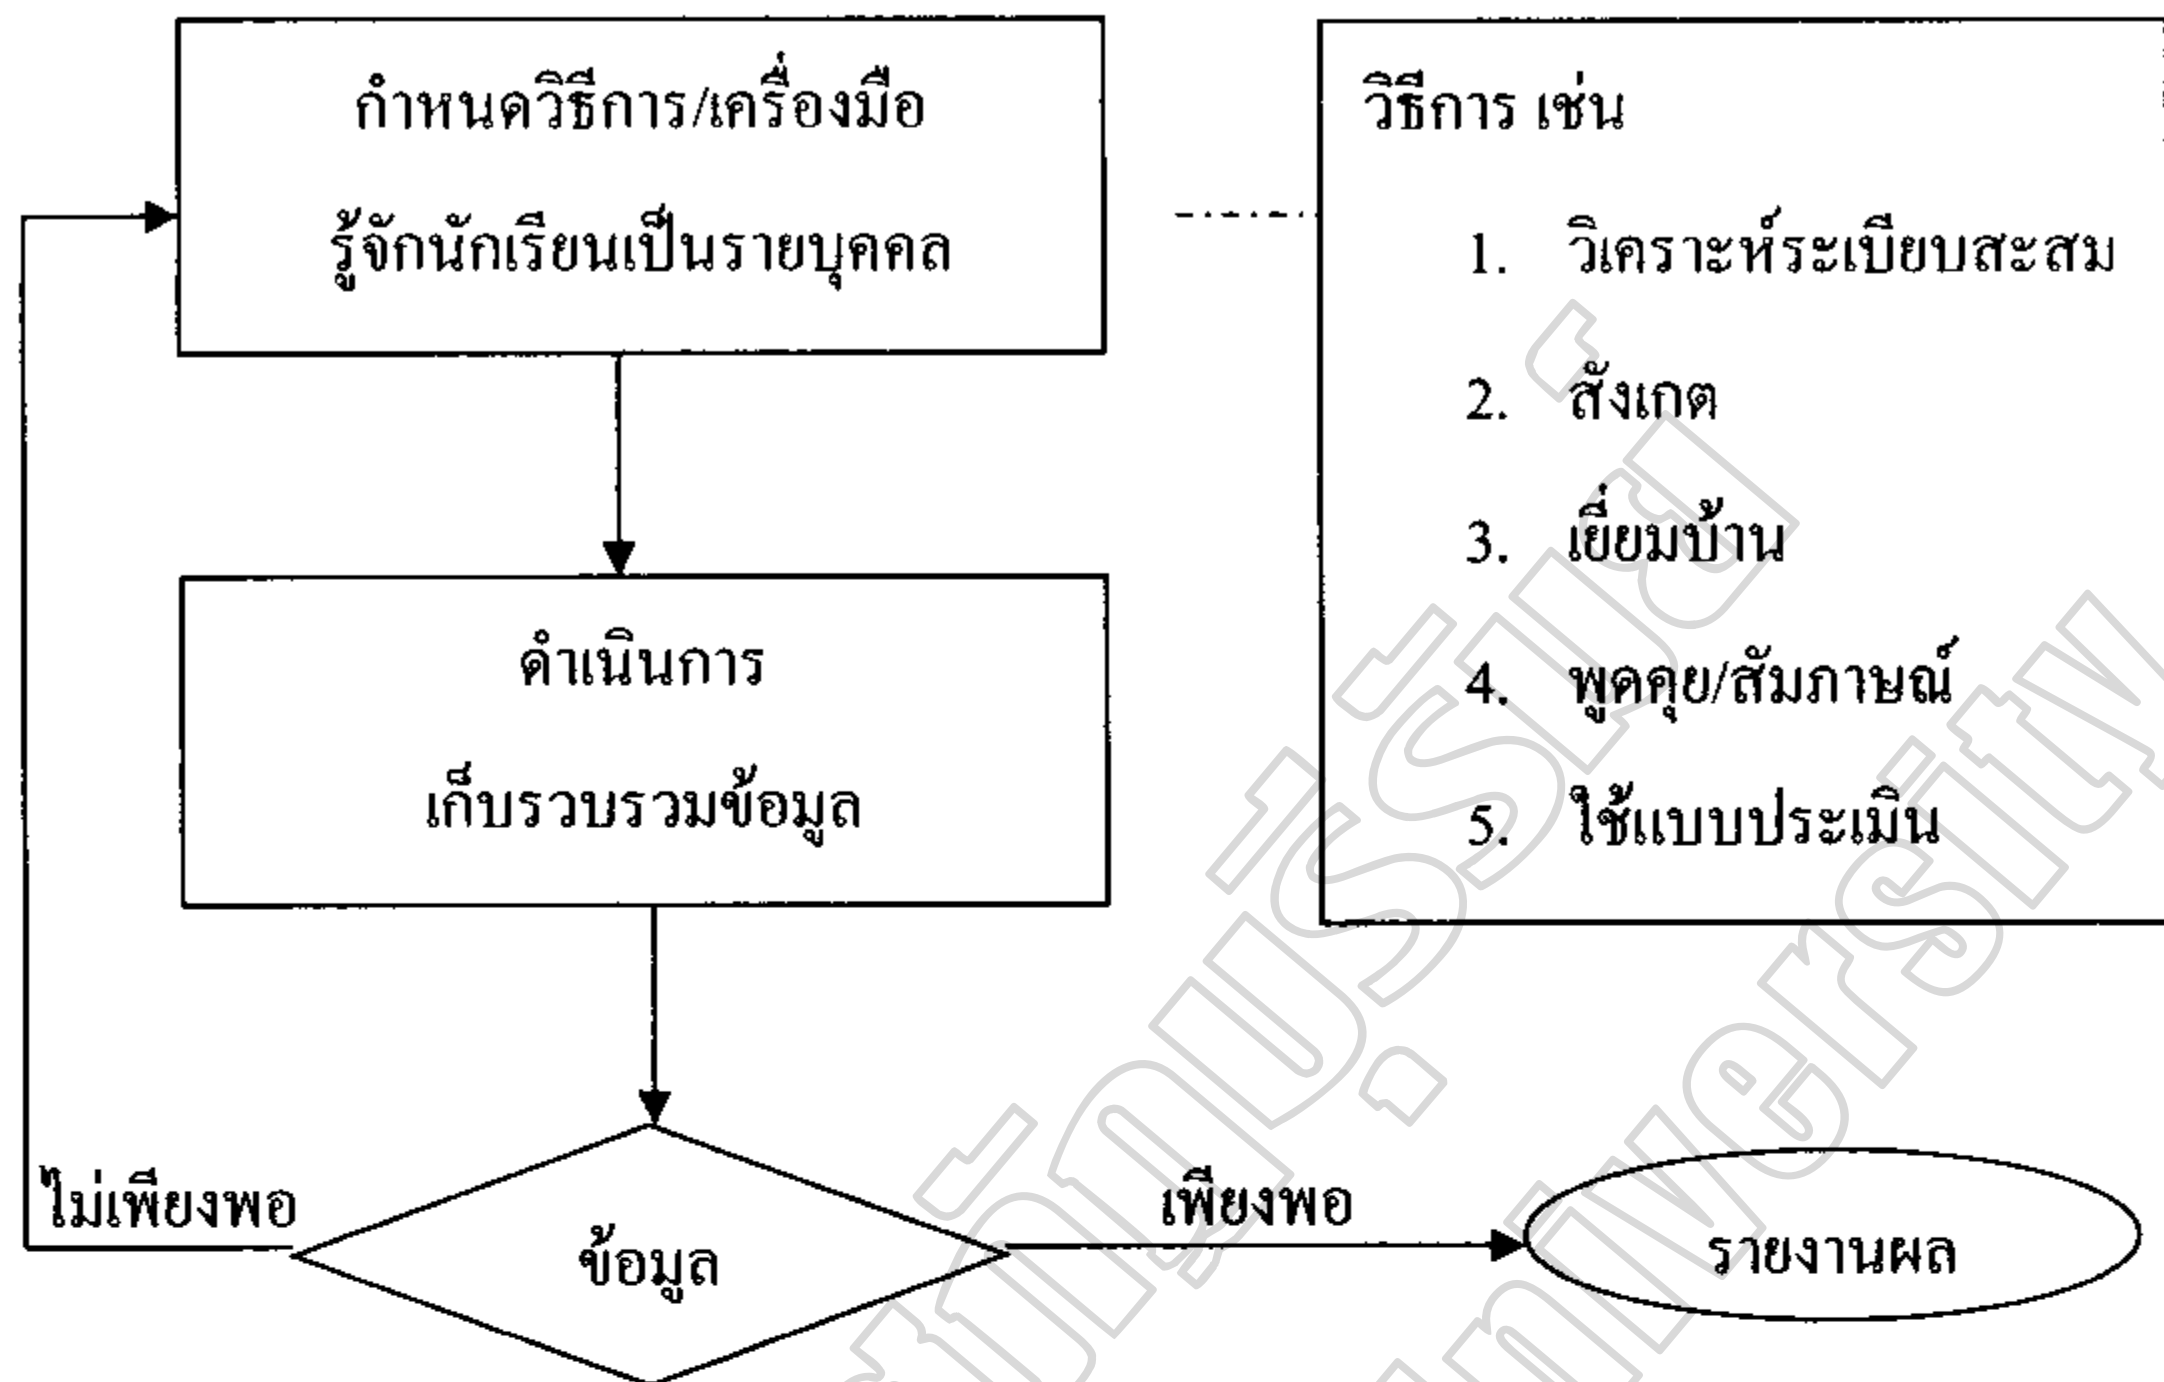 กำหนดวิธีการ/เครื่องมือ
รู้จักนักเรียนเป็นรายบุคคล
วิธีการ เช่น
1. วิเคราะห์ระเบียบสะสม
2. สังเกต
3. เยี่ยมบ้าน
4. พูดคุย/สัมภาษณ์
5. ใช้แบบประเมิน
ดำเนินการ
เก็บรวบรวมข้อมูล
ไม่เพียงพอ
ข้อมูล
เพียงพอ
รายงานผล